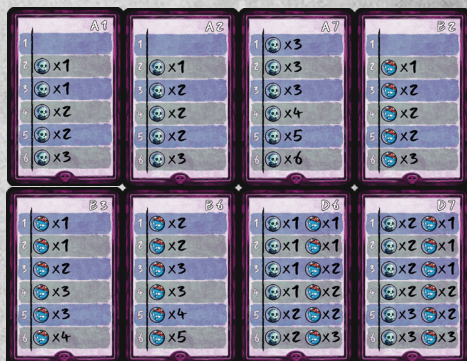 A1
1
2 x1
3 x1
4 x2
5 x2
6 x3
A2
1
2 x1
3 x2
4 x2
5 x2
6 x3
A7
1 x3
2 x3
3 x3
4 x4
5 x5
6 x6
B2
1
2 x1
3 x2
4 x2
5 x2
6 x3
B3
1 x1
2 x1
3 x2
4 x3
5 x3
6 x4
B6
1 x2
2 x2
3 x3
4 x3
5 x4
6 x5
D6
1 x1 x1
2 x1 x1
3 x1 x2
4 x1 x2
5 x2 x2
6 x2 x3
D7
1 x2 x1
2 x2 x1
3 x2 x1
4 x2 x2
5 x3 x2
6 x3 x3